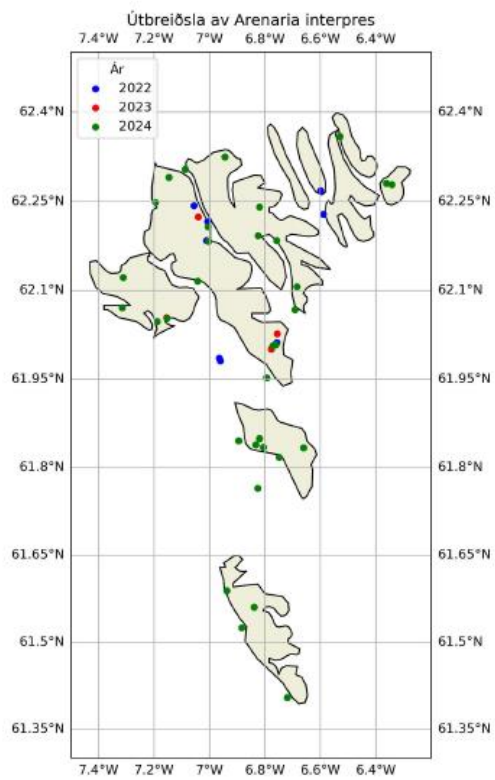 Útbreiðsla av Arenaria interpres
7.4°W 7.2°W 7°W 6.8°W 6.6°W 6.4°W
Ár
2022
2023
2024
62.4°N 62.4°N
62.25°N 62.25°N
62.1°N 62.1°N
61.95°N 61.95°N
61.8°N 61.8°N
61.65°N 61.65°N
61.5°N 61.5°N
61.35°N 61.35°N
7.4°W 7.2°W 7°W 6.8°W 6.6°W 6.4°W